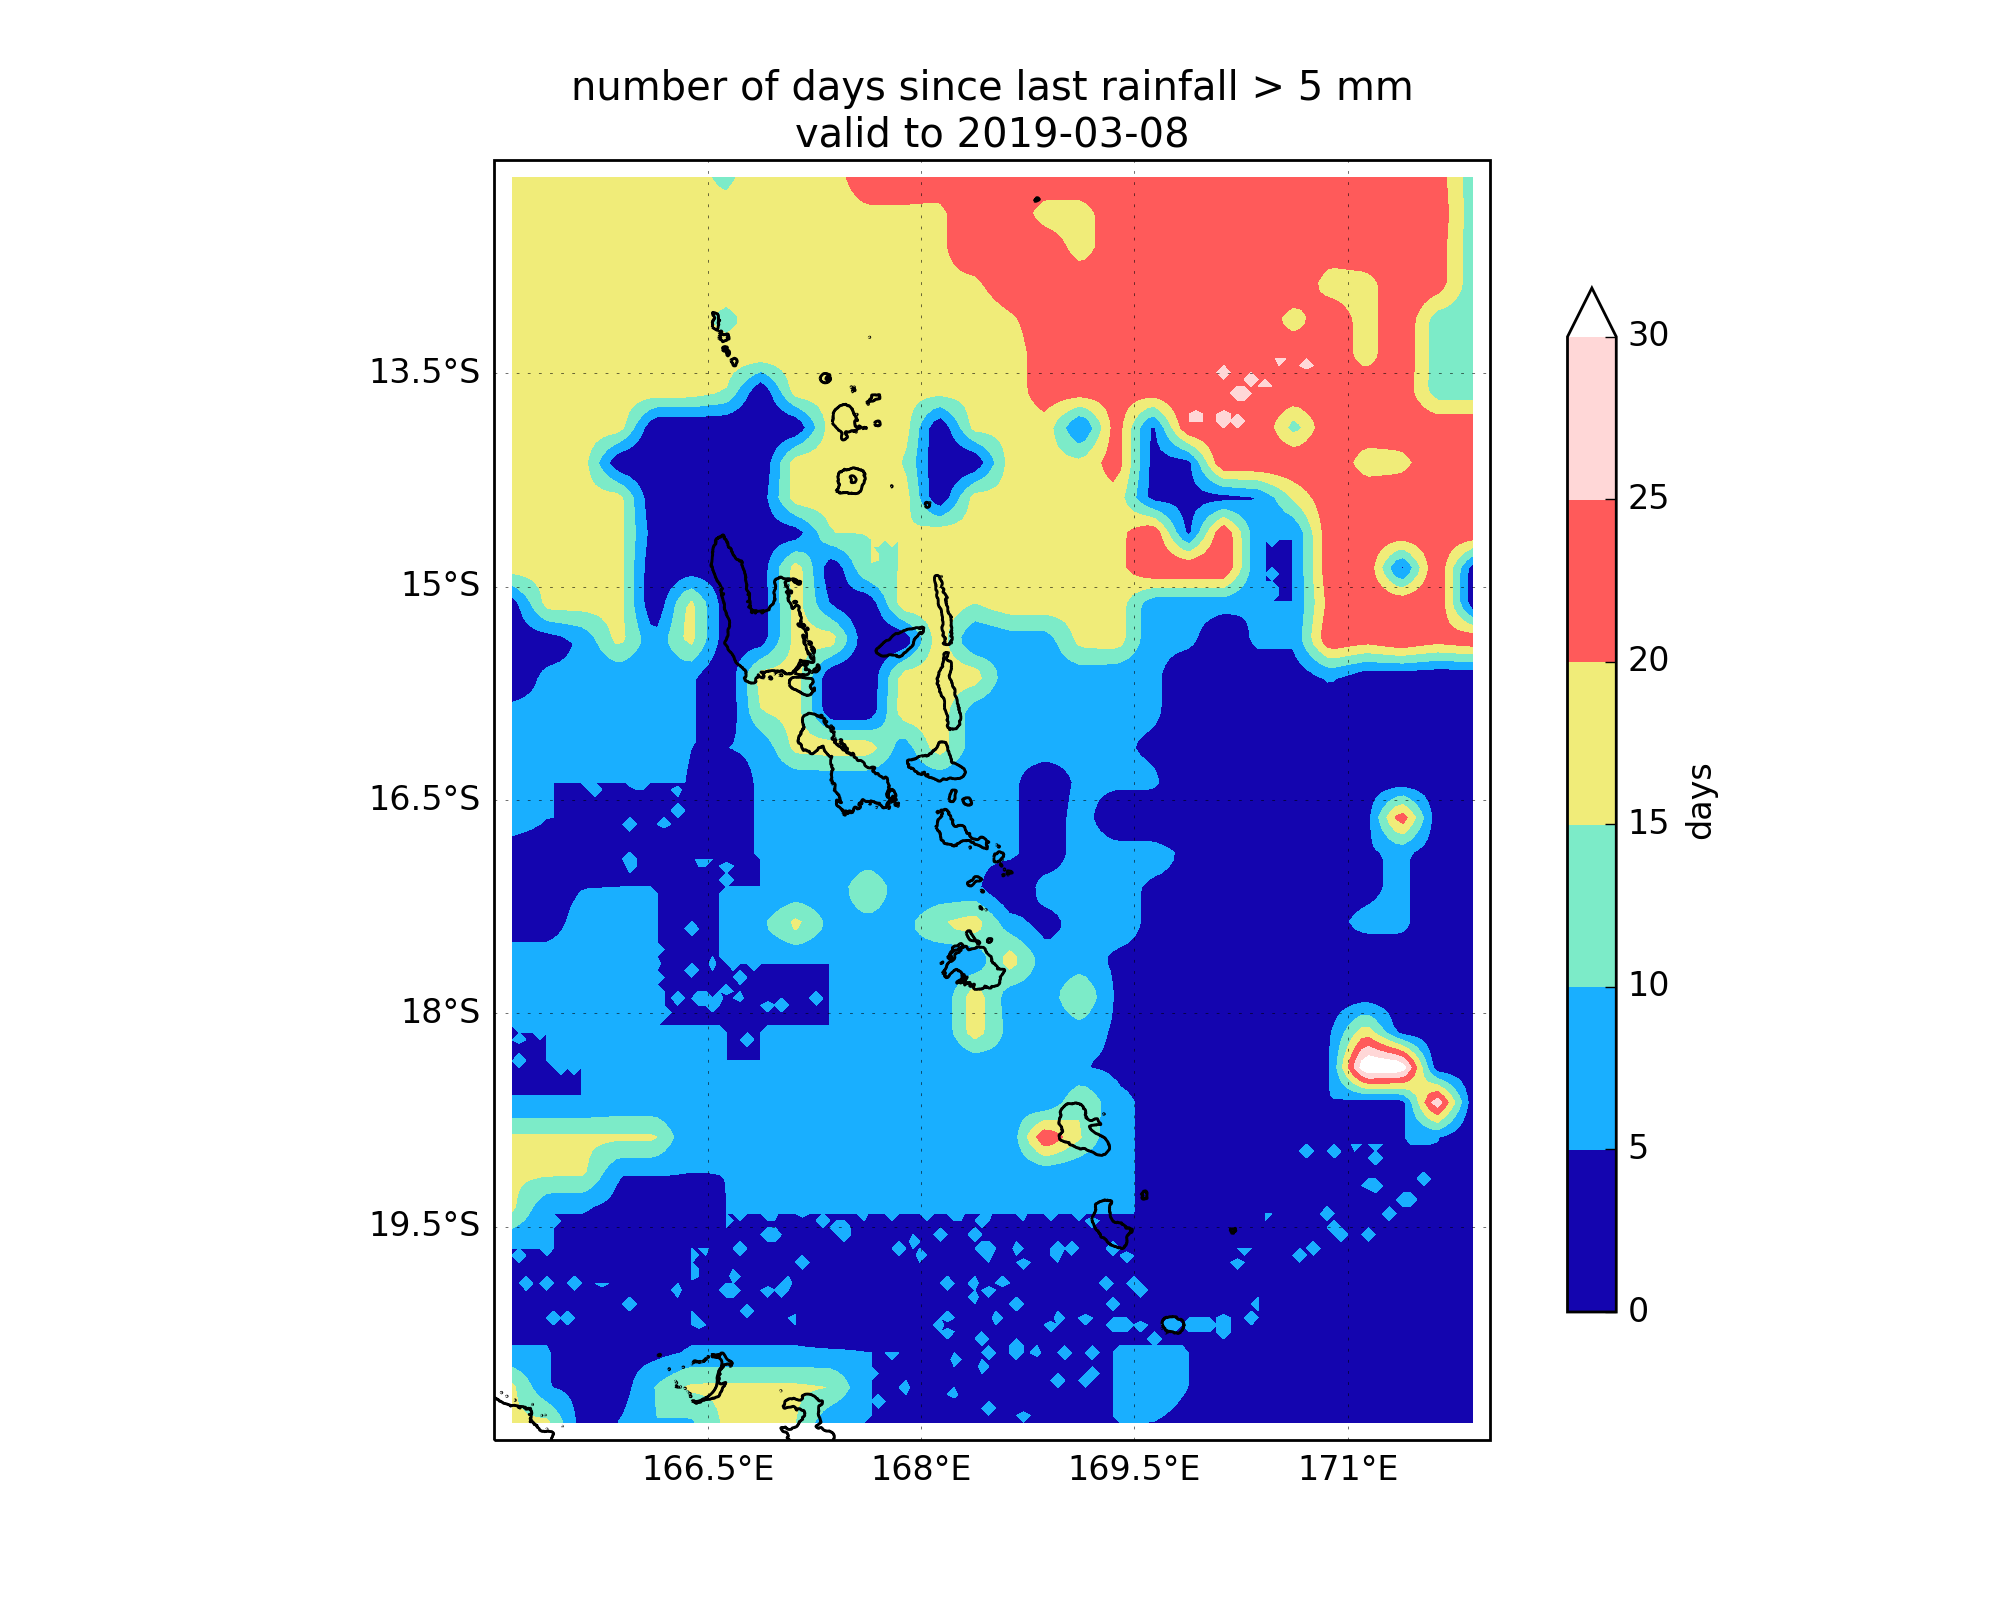 number of days since last rainfall > 5 mm
valid to 2019-03-08
13.5°S
15°S
16.5°S
18°S
19.5°S
166.5°E
168°E
169.5°E
171°E
30
25
20
15
10
5
0
days